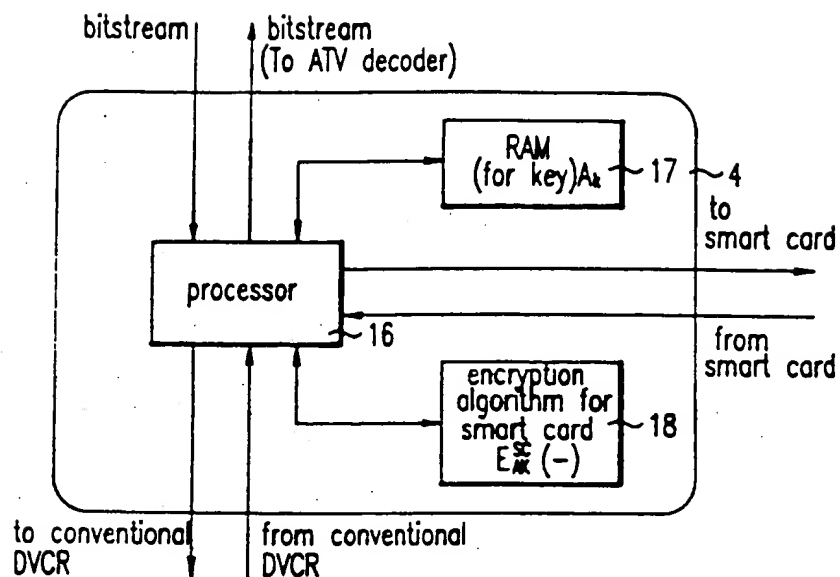 bitstream
bitstream
(To ATV decoder)
RAM
(for key)Ak
17
4
to
smart card
processor
16
from
smart card
encryption
algorithm for
smart card
E (-)
18
to conventional
DVCR
from conventional
DVCR